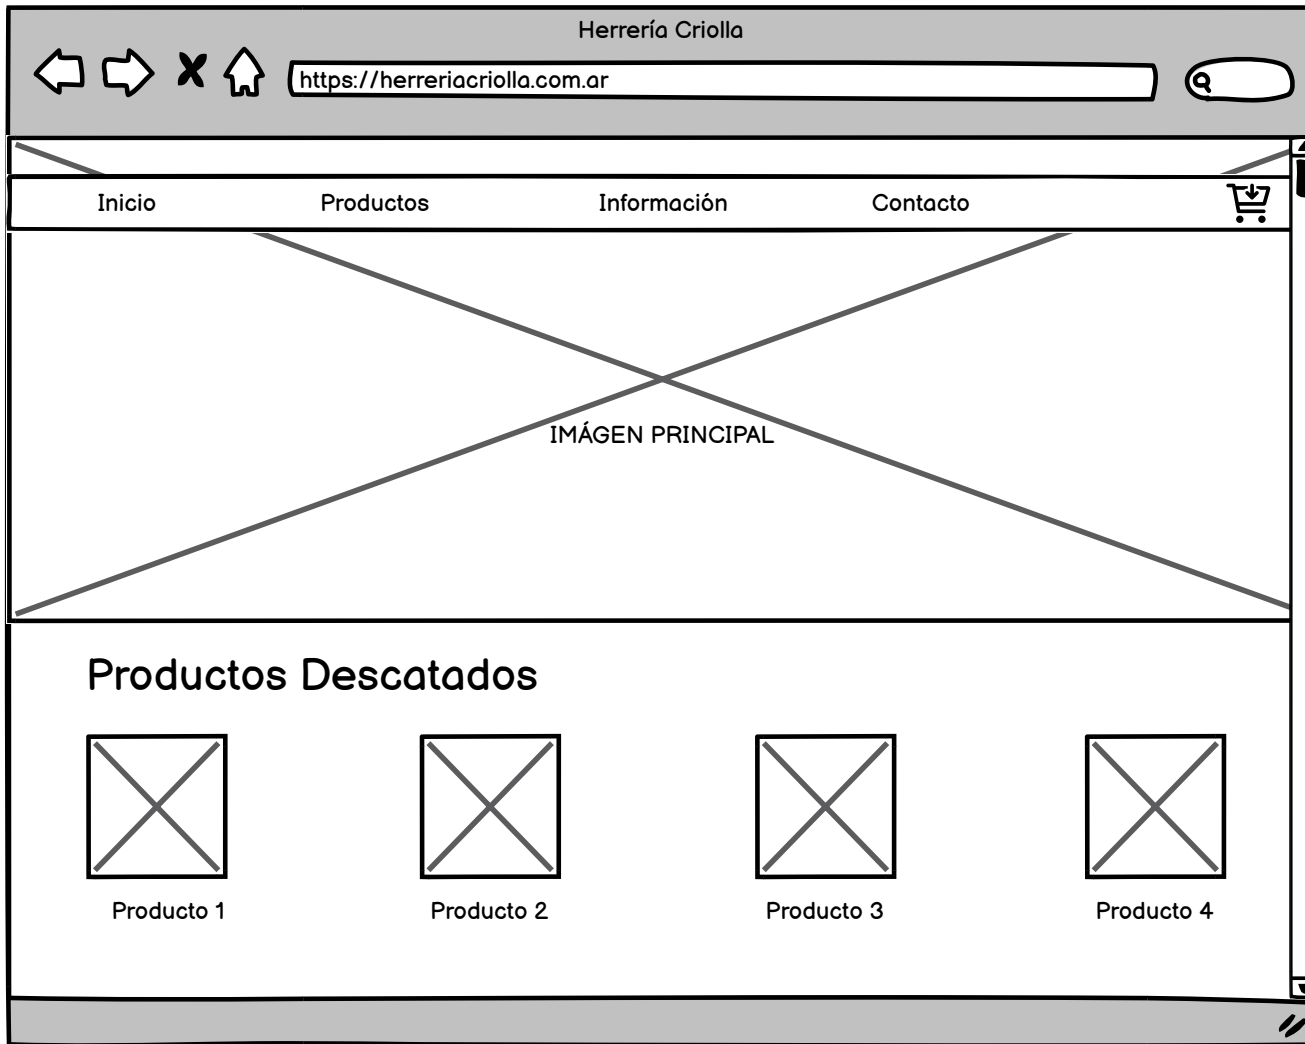 Herrería Criolla
https://herreriacriolla.com.ar
Inicio Productos Información Contacto
IMÁGEN PRINCIPAL
Productos Descatados
Producto 1 Producto 2 Producto 3 Producto 4